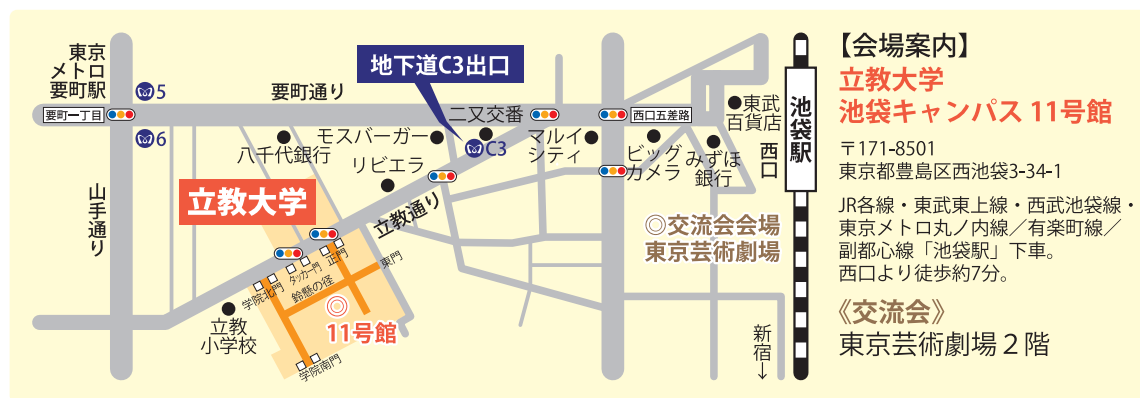 東京
メトロ
要町駅
5
6
要町一丁目
要町通り
地下道C3出口
二又交番
モスバーガー
C3
八千代銀行
リビエラ
マルイ
シティ
西口五差路
ビッグ
カメラ
みずほ
銀行
東武
百貨店
西口
池袋駅
山手通り
立教大学
立教通り
◎交流会会場
東京芸術劇場
正門
タッカー門
学院北門
東門
鈴懸の径
◎
11号館
立教
小学校
学院南門
新宿→
【会場案内】
立教大学
池袋キャンパス 11号館
〒171-8501
東京都豊島区西池袋3-34-1
JR各線・東武東上線・西武池袋線・
東京メトロ丸ノ内線／有楽町線／
副都心線「池袋駅」下車。
西口より徒歩約7分。
《交流会》
東京芸術劇場２階